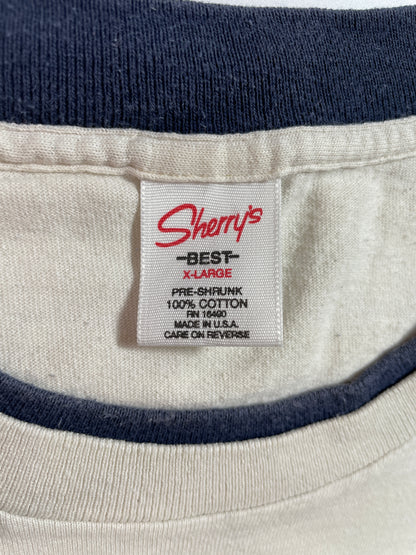 Sherry's
-BEST-
X-LARGE
PRE-SHRUNK
100% COTTON
RN 16490
MADE IN U.S.A.
CARE ON REVERSE